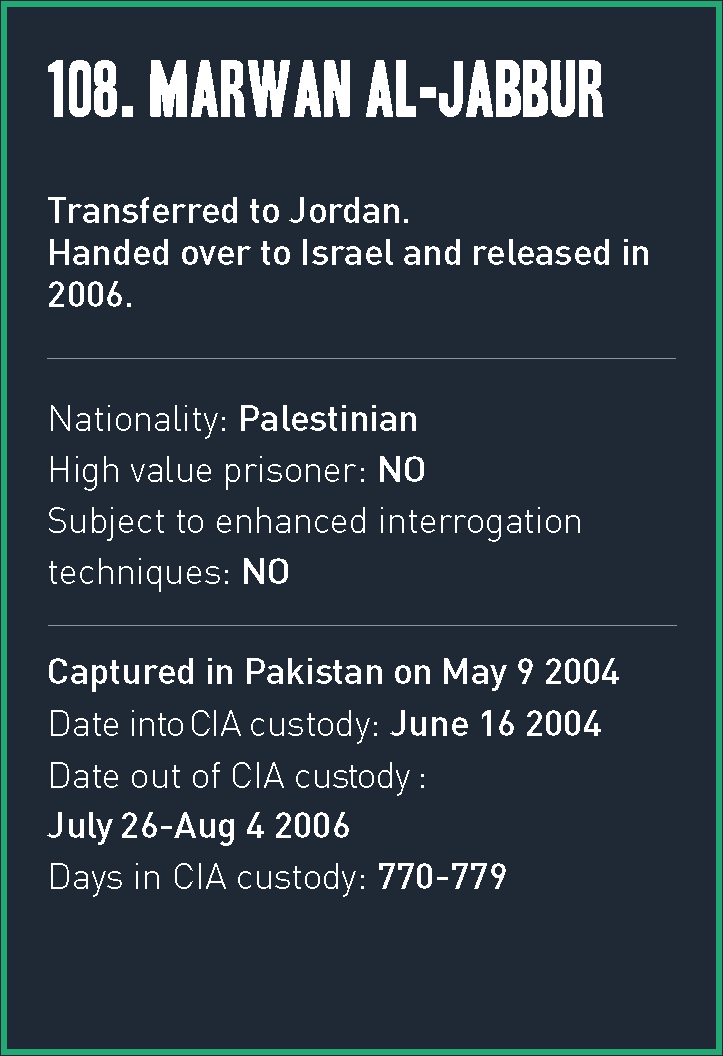 108. MARWAN AL-JABBUR
Transferred to Jordan.
Handed over to Israel and released in
2006.
Nationality: Palestinian
High value prisoner: NO
Subject to enhanced interrogation
techniques: NO
Captured in Pakistan on May 9 2004
Date into CIA custody: June 16 2004
Date out of CIA custody :
July 26-Aug 4 2006
Days in CIA custody: 770-779